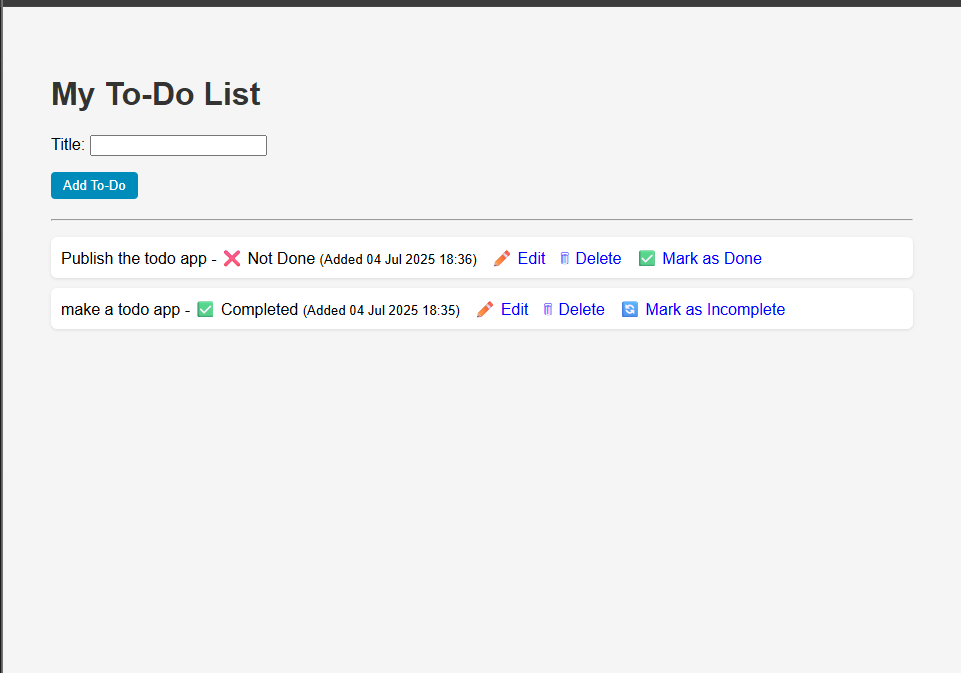 My To-Do List
Title:
Add To-Do
Publish the todo app - ❌ Not Done (Added 04 Jul 2025 18:36) ✏️ Edit 🗑 Delete ✅ Mark as Done
make a todo app - ✅ Completed (Added 04 Jul 2025 18:35) ✏️ Edit 🗑 Delete 🔄 Mark as Incomplete